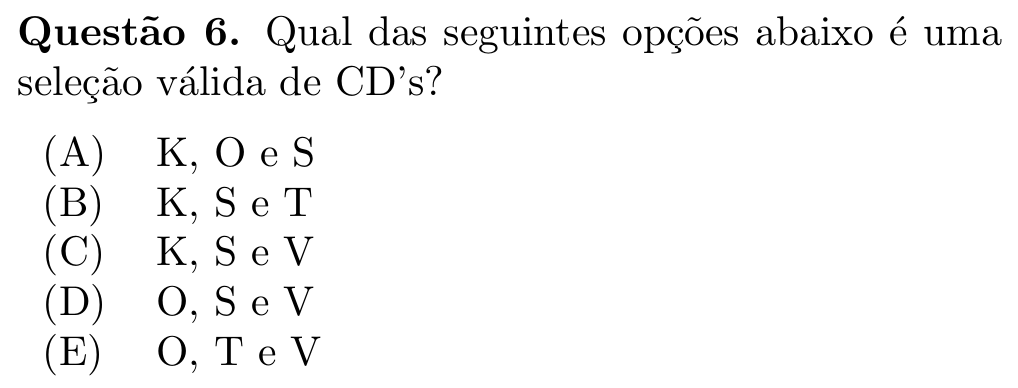 Questão 6. Qual das seguintes opções abaixo é uma
seleção válida de CD's?
(A) K, O e S
(B) K, S e T
(C) K, S e V
(D) O, S e V
(E) O, T e V